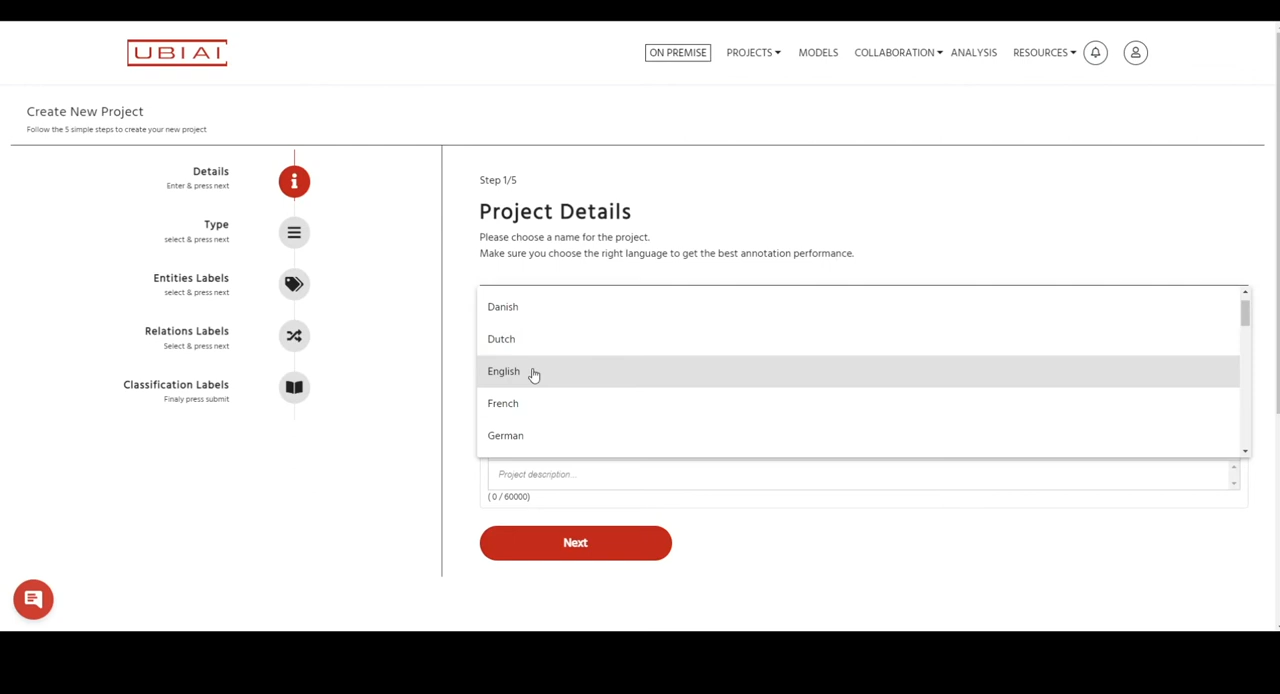 UBIAI
ON PREMISE PROJECTS MODELS COLLABORATION ANALYSIS RESOURCES
Create New Project
Follow the 5 simple steps to create your new project
Details
Enter & press next
Type
select & press next
Entities Labels
select & press next
Relations Labels
Select & press next
Classification Labels
Finaly press submit
Step 1/5
Project Details
Please choose a name for the project.
Make sure you choose the right language to get the best annotation performance.
Danish
Dutch
English
French
German
Project description...
( 0 / 60000)
Next